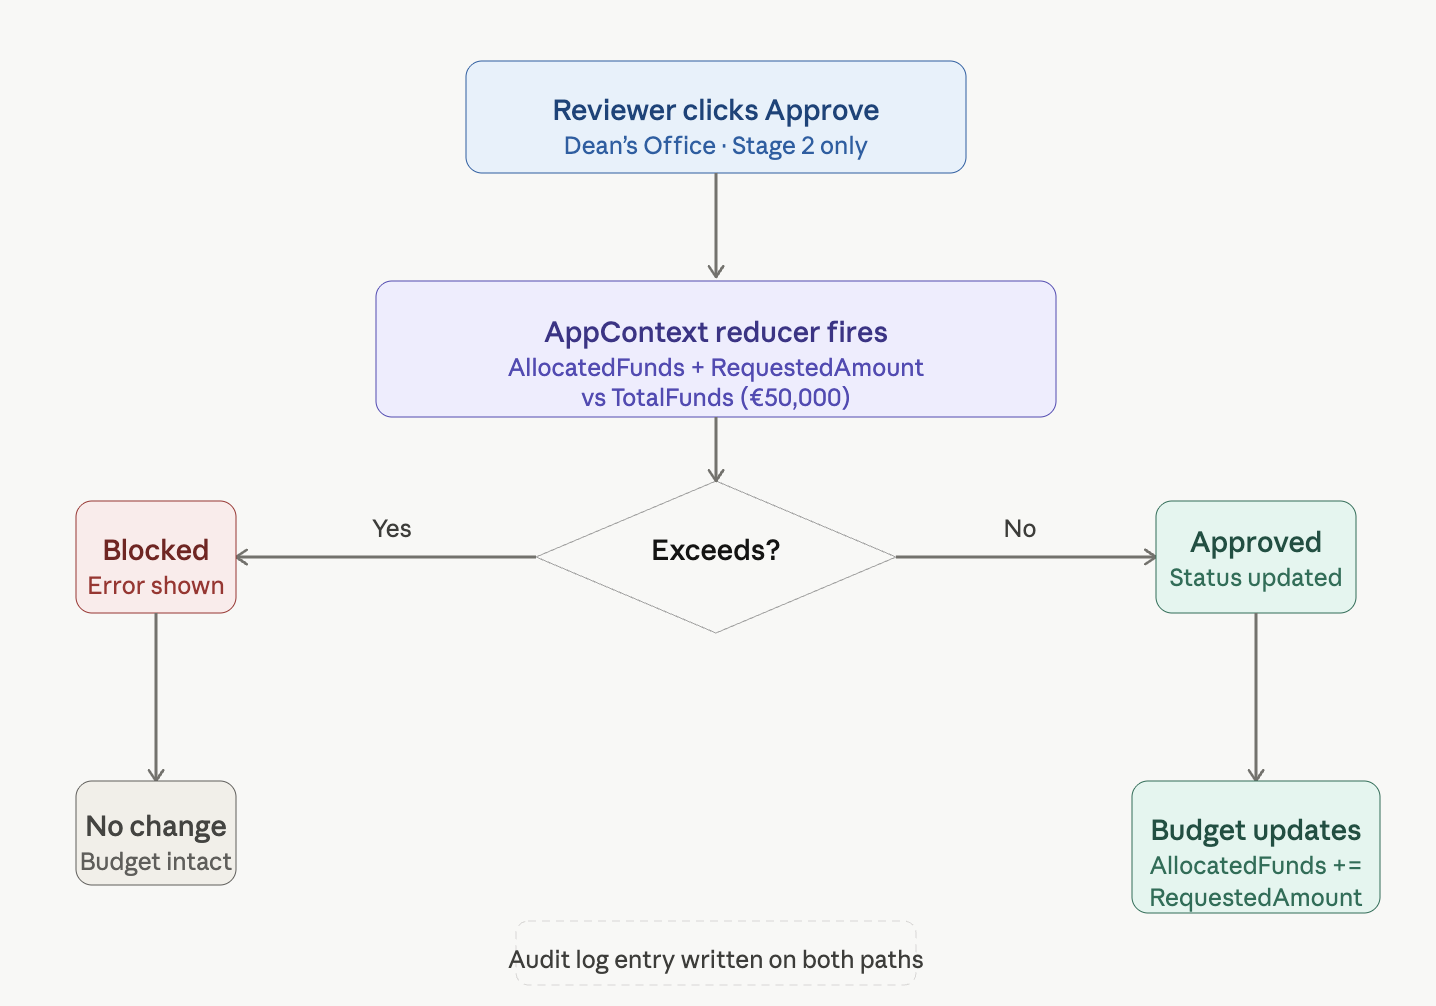 Reviewer clicks Approve
Dean’s Office · Stage 2 only
AppContext reducer fires
AllocatedFunds + RequestedAmount
vs TotalFunds (€50,000)
Yes
Exceeds?
No
Blocked
Error shown
Approved
Status updated
No change
Budget intact
Budget updates
AllocatedFunds +=
RequestedAmount
Audit log entry written on both paths